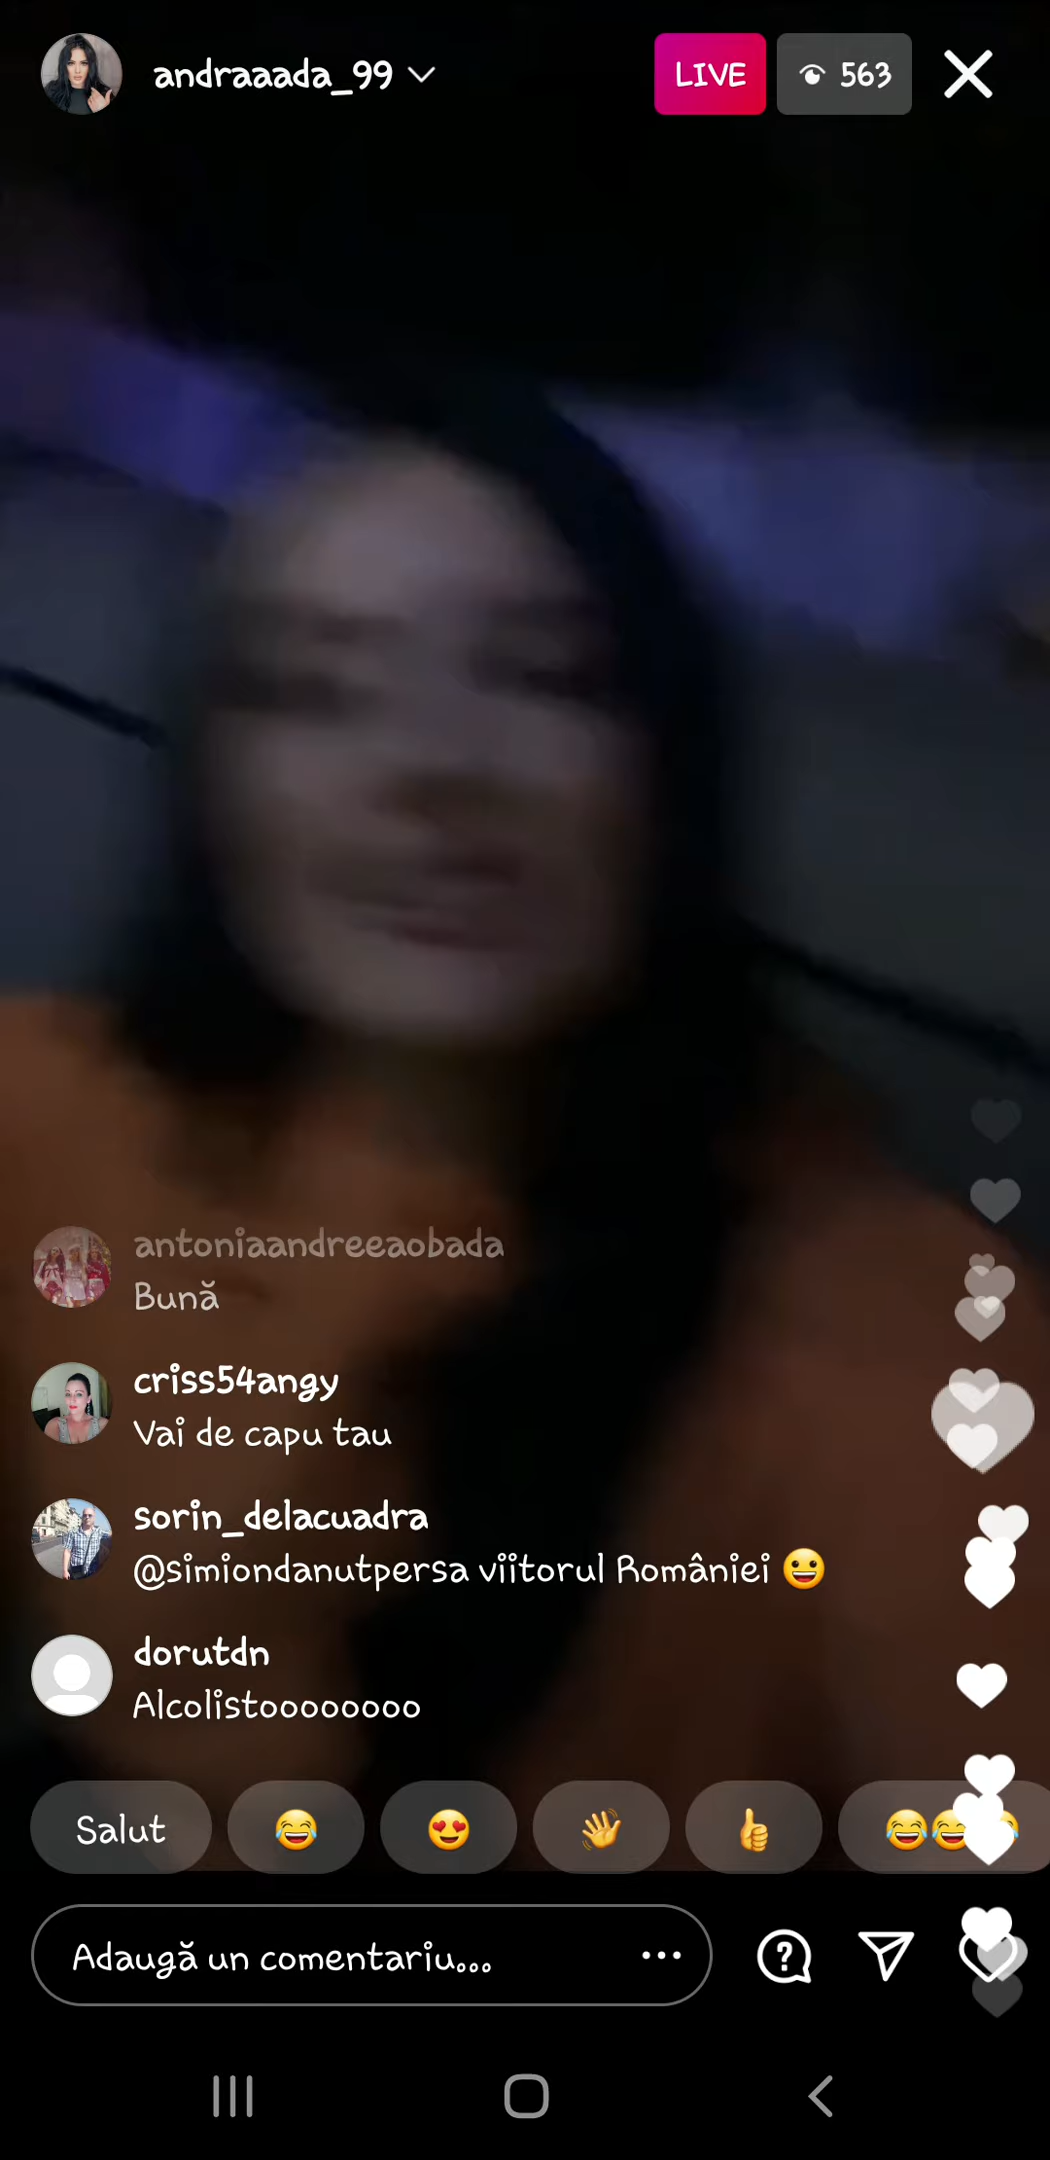 andraaada_99
LIVE
563
antoniaandreeaobada
Bună
criss54angy
Vai de capu tau
sorin_delacuadra
@simiondanutpersa viitorul României 😀
dorutdn
Alcolistoooooooo
Salut
😂 😍 👋 👍 😂😂😂
Adaugă un comentariu...